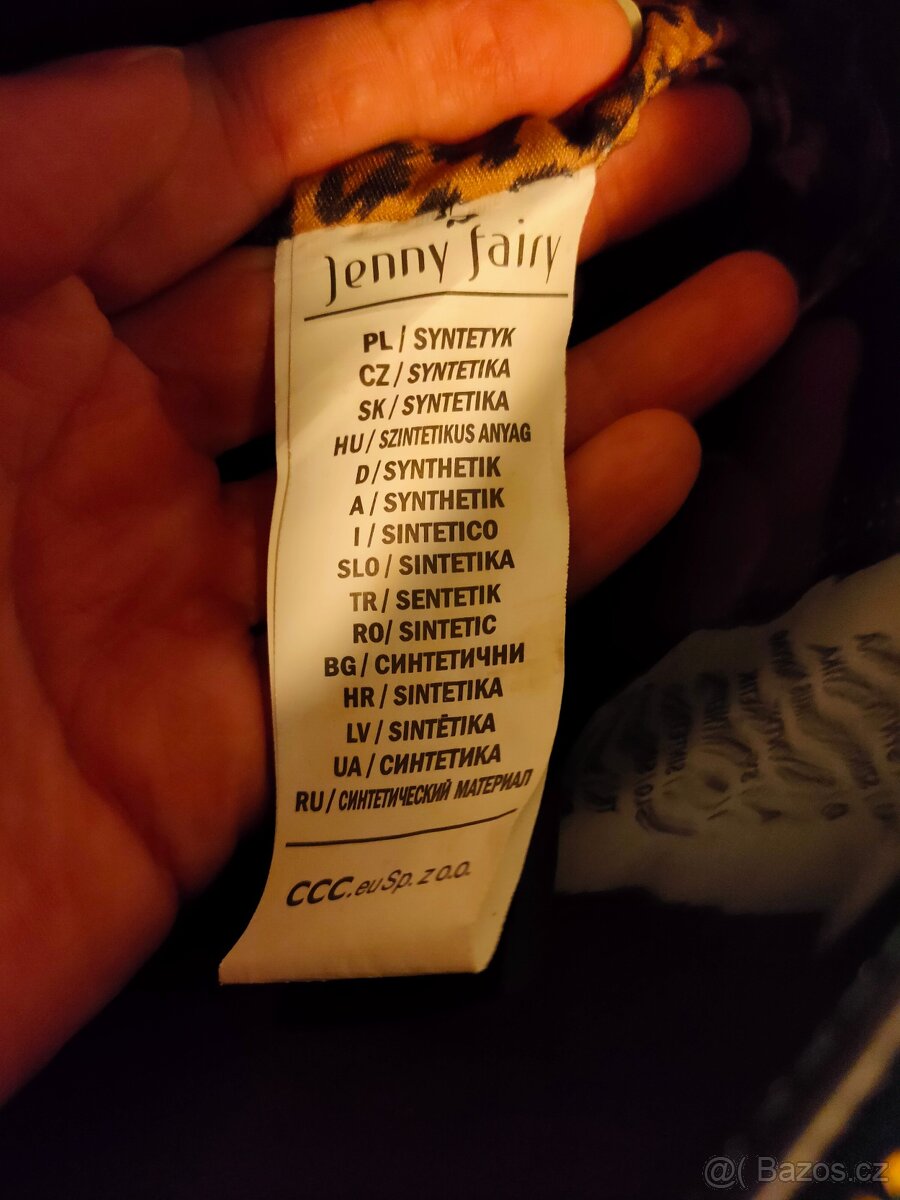 Jenny fairy
PL / SYNTETYK
CZ / SYNTETIKA
SK / SYNTETIKA
HU / SZINTETIKUS ANYAG
D / SYNTHETIK
A / SYNTHETIK
I / SINTETICO
SLO / SINTETIKA
TR / SENTETIK
RO / SINTETIC
BG / СИНТЕТИЧНИ
HR / SINTETIKA
LV / SINTĒTIKA
UA / СИНТЕТИКА
RU / СИНТЕТИЧЕСКИЙ МАТЕРИАЛ
CCC.eu Sp. z o.o.
@( Bazos.cz